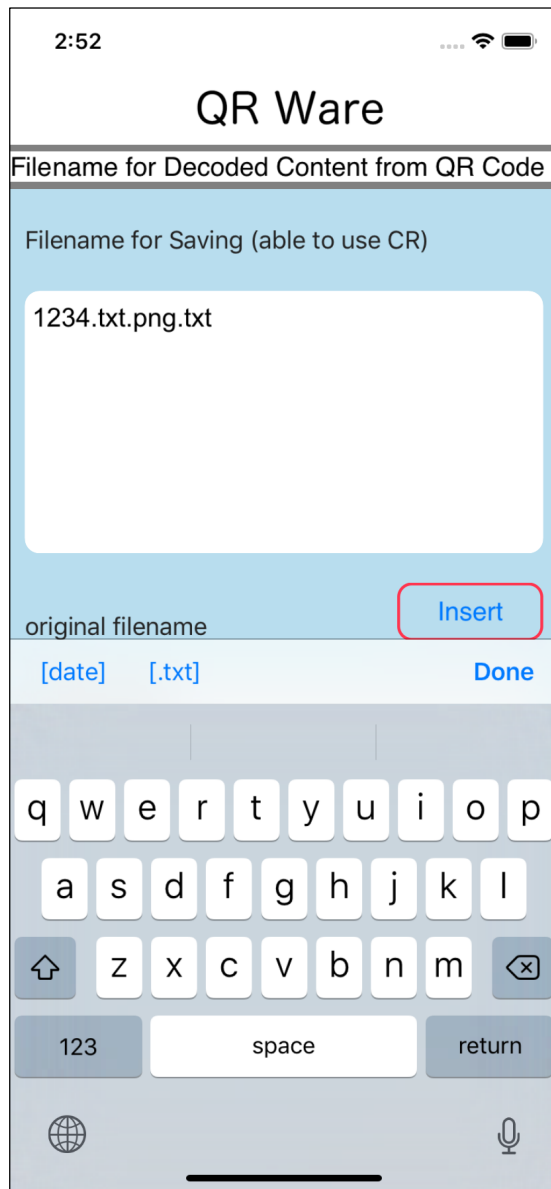 2:52
QR Ware
Filename for Decoded Content from QR Code
Filename for Saving (able to use CR)
1234.txt.png.txt
Insert
original filename
[date] [.txt] Done
q w e r t y u i o p
a s d f g h j k l
z x c v b n m
123 space return